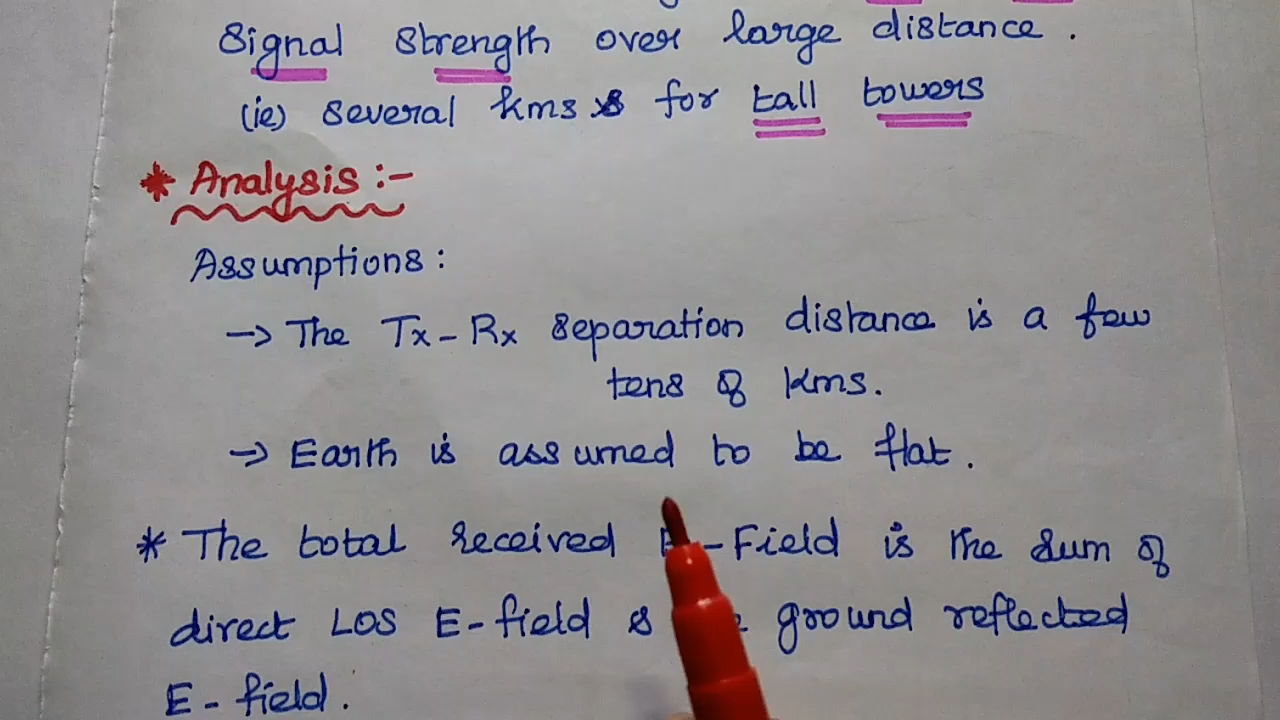 Signal strength over large distance.
(ie) several kms & for tall towers
* Analysis :-
Assumptions :
→ The Tx - Rx separation distance is a few
tens of Kms.
→ Earth is assumed to be flat.
* The total received E-Field is the sum of
direct LOS E-field & ground reflected
E-field.